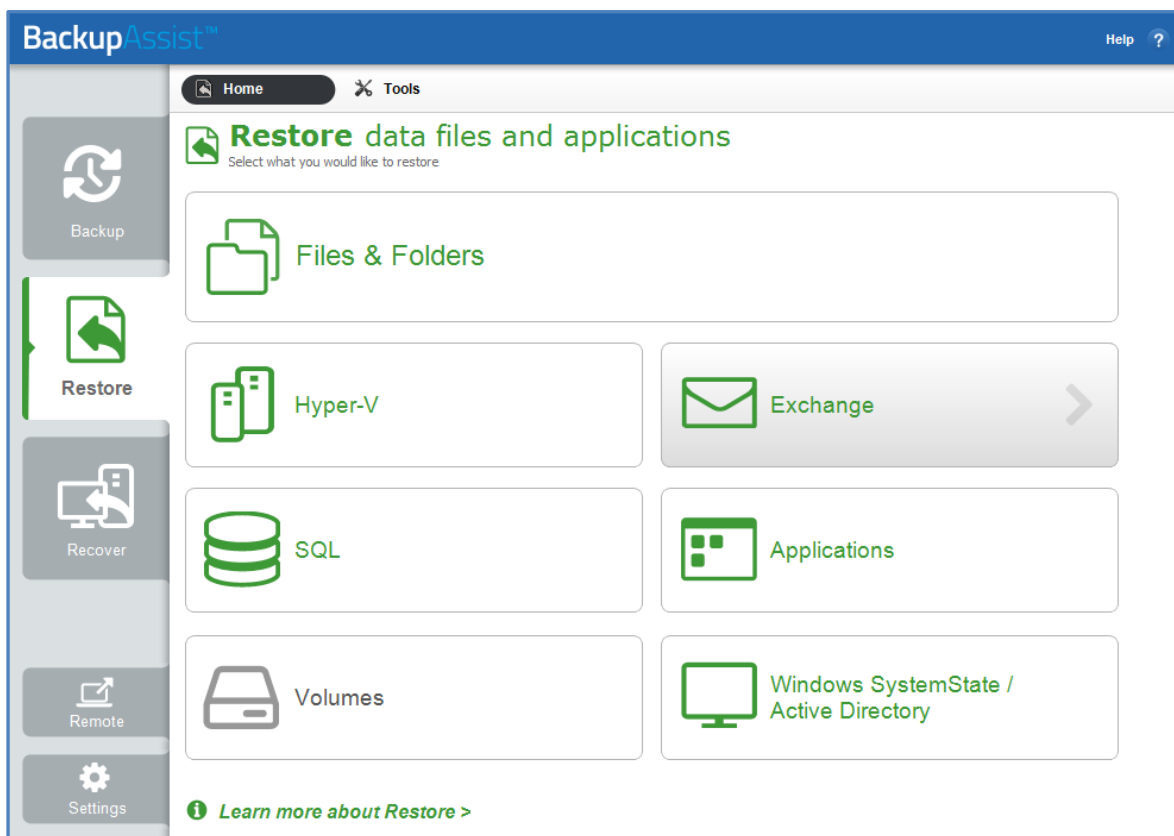 BackupAssist™
Help ?
Home
Tools
Restore data files and applications
Select what you would like to restore
Backup
Restore
Recover
Remote
Settings
Files & Folders
Hyper-V
Exchange
SQL
Applications
Volumes
Windows SystemState /
Active Directory
Learn more about Restore >